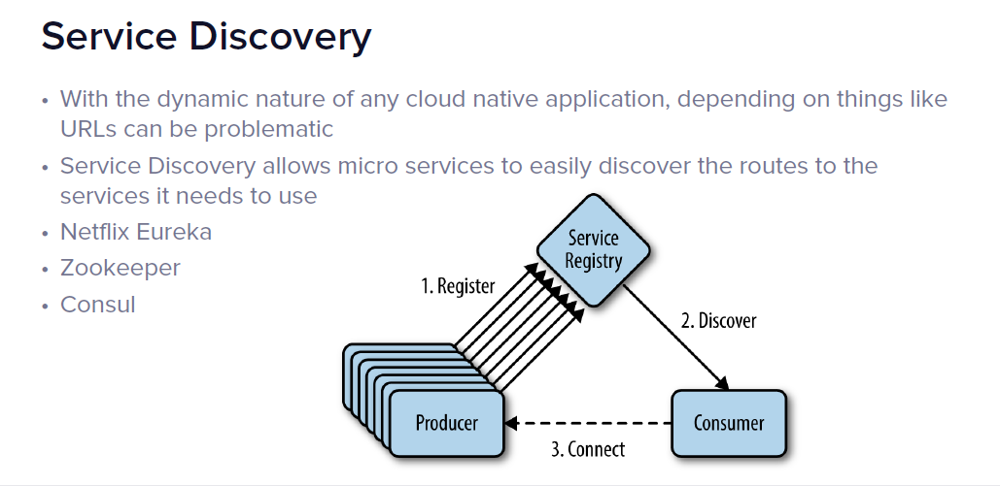 Service Discovery
• With the dynamic nature of any cloud native application, depending on things like
URLs can be problematic
• Service Discovery allows micro services to easily discover the routes to the
services it needs to use
• Netflix Eureka
• Zookeeper
• Consul
Service
Registry
1. Register
2. Discover
Producer
Consumer
3. Connect